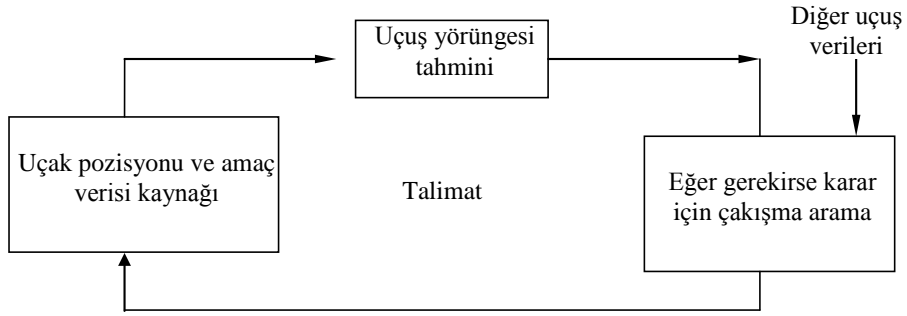 Uçuş yörüngesi
tahmini
Diğer uçuş
verileri
Uçak pozisyonu ve amaç
verisi kaynağı
Talimat
Eğer gerekirse karar
için çakışma arama